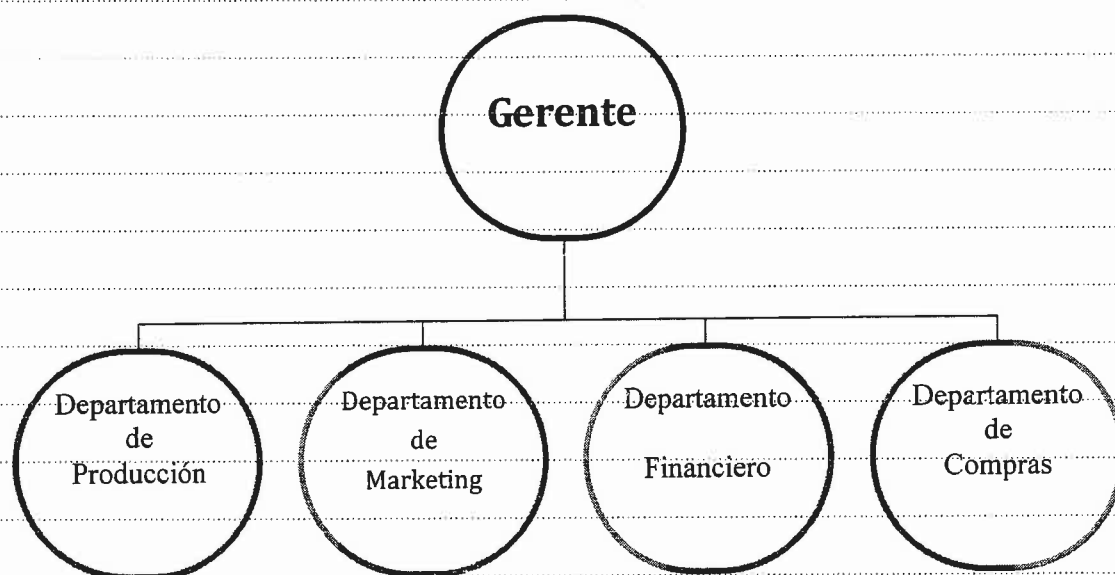 Gerente
Departamento
de
Producción
Departamento
de
Marketing
Departamento
Financiero
Departamento
de
Compras